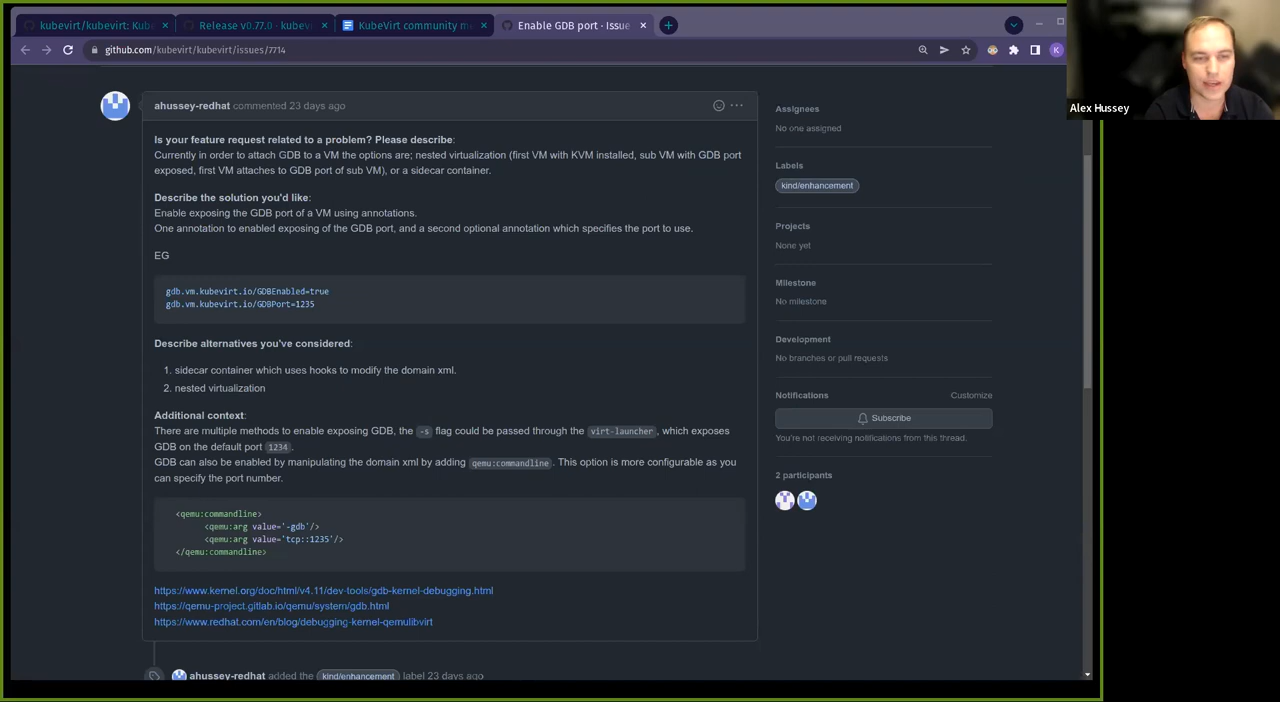 kubevirt/kubevirt: Kube
Release v0.77.0 · kubev
KubeVirt community m
Enable GDB port · Issue
github.com/kubevirt/kubevirt/issues/7714
K
Alex Hussey
ahussey-redhat commented 23 days ago
Is your feature request related to a problem? Please describe:
Currently in order to attach GDB to a VM the options are; nested virtualization (first VM with KVM installed, sub VM with GDB port
exposed, first VM attaches to GDB port of sub VM), or a sidecar container.
Describe the solution you'd like:
Enable exposing the GDB port of a VM using annotations.
One annotation to enabled exposing of the GDB port, and a second optional annotation which specifies the port to use.
EG
gdb.vm.kubevirt.io/GDBEnabled=true
gdb.vm.kubevirt.io/GDBPort=1235
Describe alternatives you've considered:
1. sidecar container which uses hooks to modify the domain xml.
2. nested virtualization
Additional context:
There are multiple methods to enable exposing GDB, the -s flag could be passed through the virt-launcher, which exposes
GDB on the default port 1234.
GDB can also be enabled by manipulating the domain xml by adding qemu:commandline. This option is more configurable as you
can specify the port number.
<qemu:commandline>
<qemu:arg value='-gdb'/>
<qemu:arg value='tcp::1235'/>
</qemu:commandline>
https://www.kernel.org/doc/html/v4.11/dev-tools/gdb-kernel-debugging.html
https://qemu-project.gitlab.io/qemu/system/gdb.html
https://www.redhat.com/en/blog/debugging-kernel-qemulibvirt
ahussey-redhat added the kind/enhancement label 23 days ago
Assignees
No one assigned
Labels
kind/enhancement
Projects
None yet
Milestone
No milestone
Development
No branches or pull requests
Notifications
Customize
Subscribe
You're not receiving notifications from this thread.
2 participants